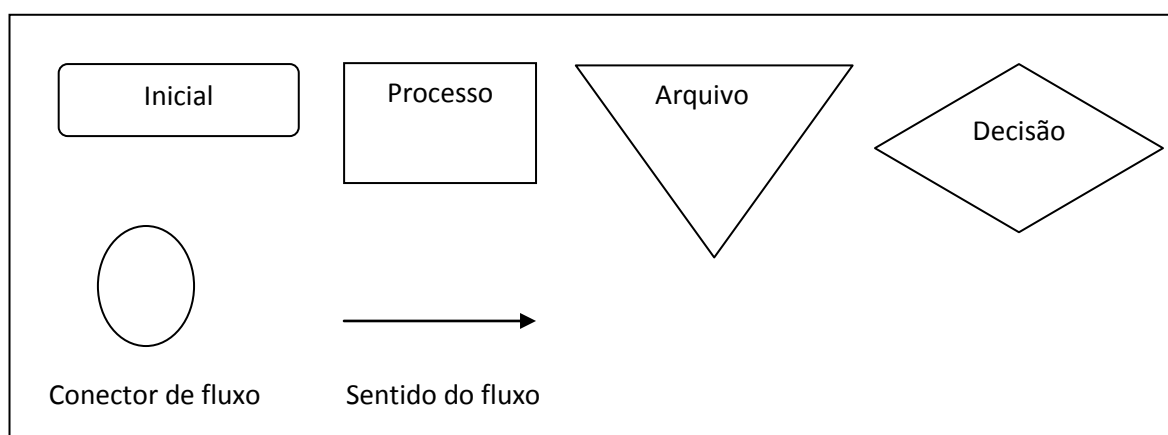 Inicial
Processo
Arquivo
Decisão
Conector de fluxo
Sentido do fluxo